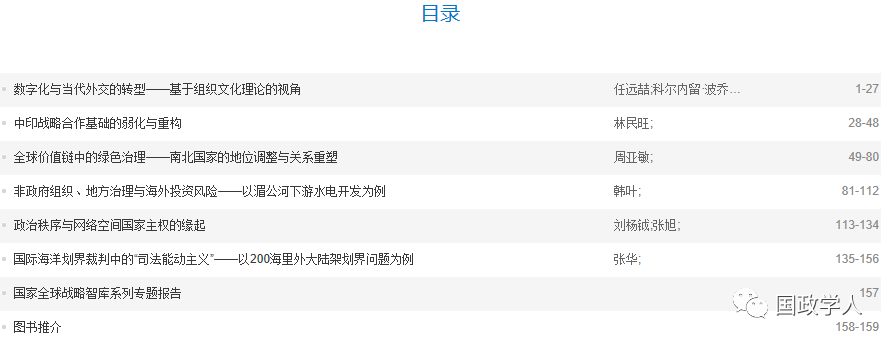 目录
数字化与当代外交的转型——基于组织文化理论的视角 任远喆;科尔内留·波乔… 1-27
中印战略合作基础的弱化与重构 林民旺; 28-48
全球价值链中的绿色治理——南北国家的地位调整与关系重塑 周亚敏; 49-80
非政府组织、地方治理与海外投资风险——以湄公河下游水电开发为例 韩叶; 81-112
政治秩序与网络空间国家主权的缘起 刘杨钺;张旭; 113-134
国际海洋划界裁判中的“司法能动主义”——以200海里外大陆架划界问题为例 张华; 135-156
国家全球战略智库系列专题报告 157
图书推介 158-159
国政学人